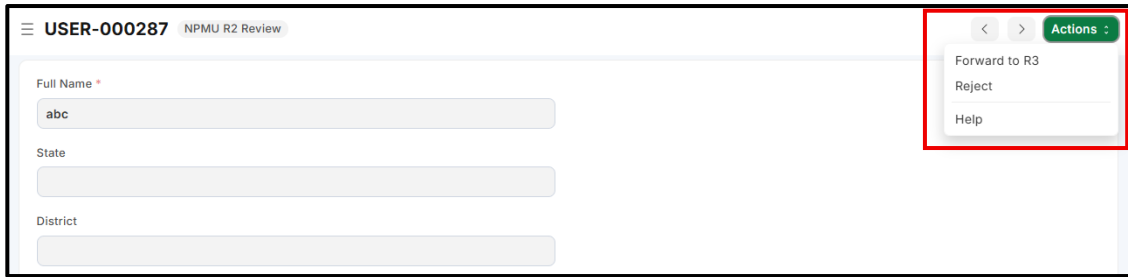 USER-000287 NPMU R2 Review Actions
Forward to R3
Reject
Help
Full Name *
abc
State
District